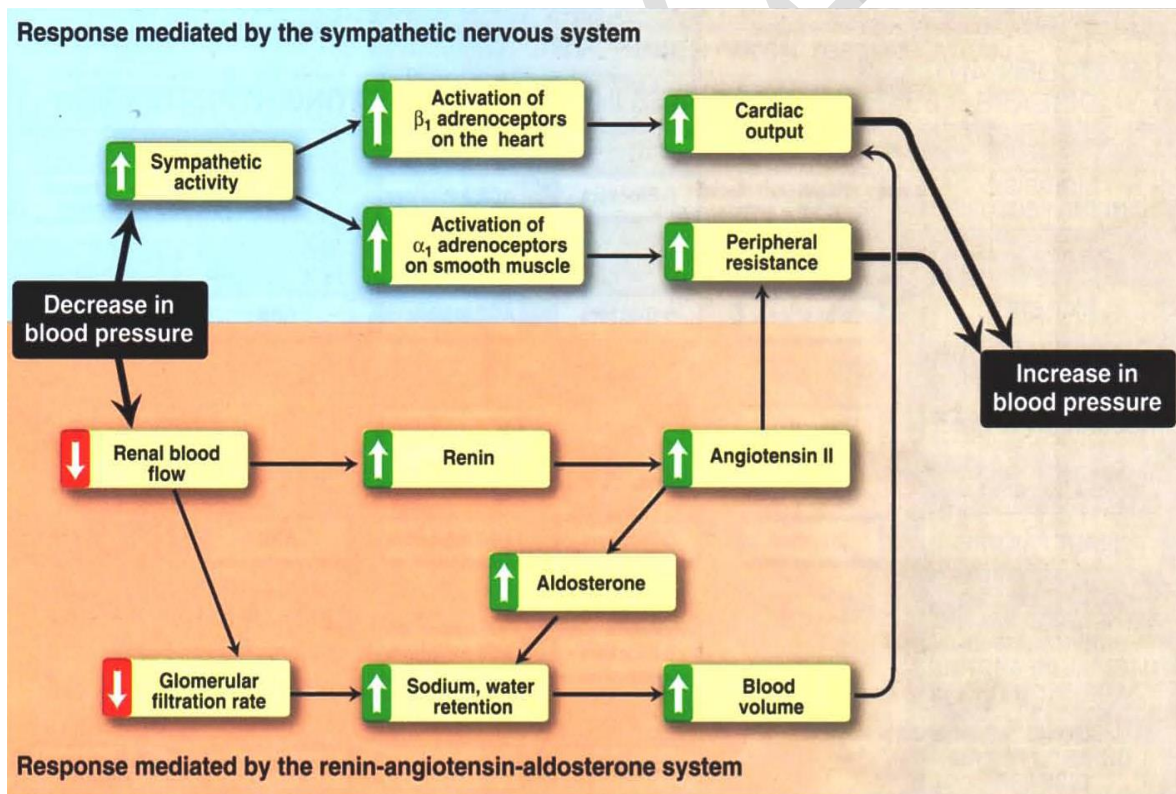 Response mediated by the sympathetic nervous system
Activation of
β₁ adrenoceptors
on the heart
Cardiac
output
Sympathetic
activity
Activation of
α₁ adrenoceptors
on smooth muscle
Peripheral
resistance
Decrease in
blood pressure
Increase in
blood pressure
Renal blood
flow
Renin
Angiotensin II
Aldosterone
Glomerular
filtration rate
Sodium, water
retention
Blood
volume
Response mediated by the renin-angiotensin-aldosterone system